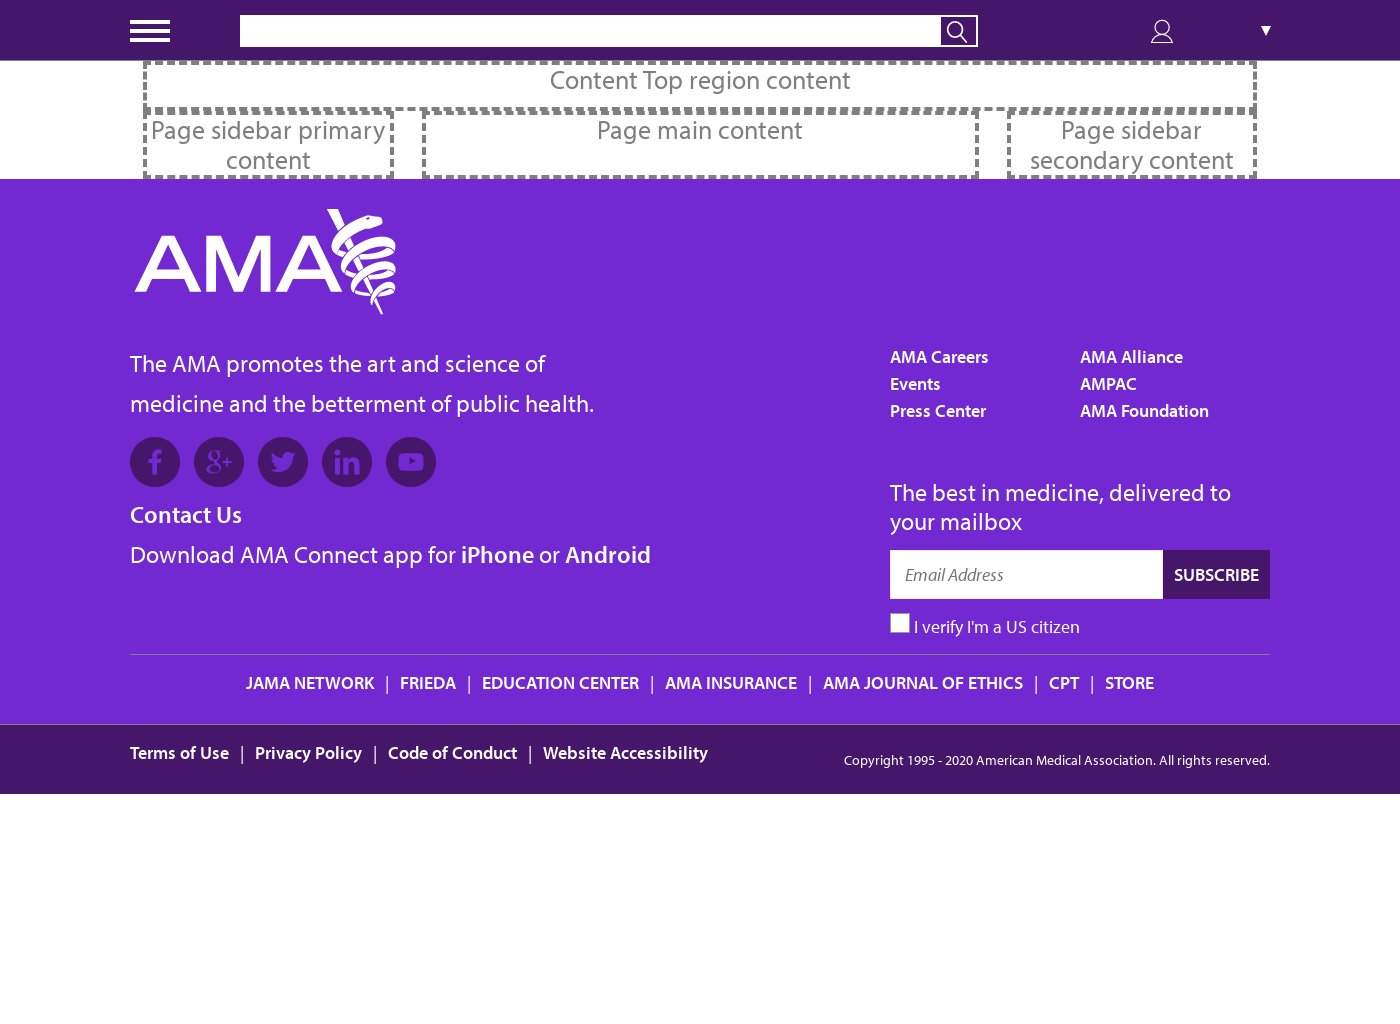 Content Top region content
Page sidebar primary
content
Page main content
Page sidebar
secondary content
AMA
The AMA promotes the art and science of
medicine and the betterment of public health.
Contact Us
Download AMA Connect app for iPhone or Android
AMA Careers
Events
Press Center
AMA Alliance
AMPAC
AMA Foundation
The best in medicine, delivered to
your mailbox
Email Address
SUBSCRIBE
I verify I'm a US citizen
JAMA NETWORK | FRIEDA | EDUCATION CENTER | AMA INSURANCE | AMA JOURNAL OF ETHICS | CPT | STORE
Terms of Use | Privacy Policy | Code of Conduct | Website Accessibility
Copyright 1995 - 2020 American Medical Association. All rights reserved.